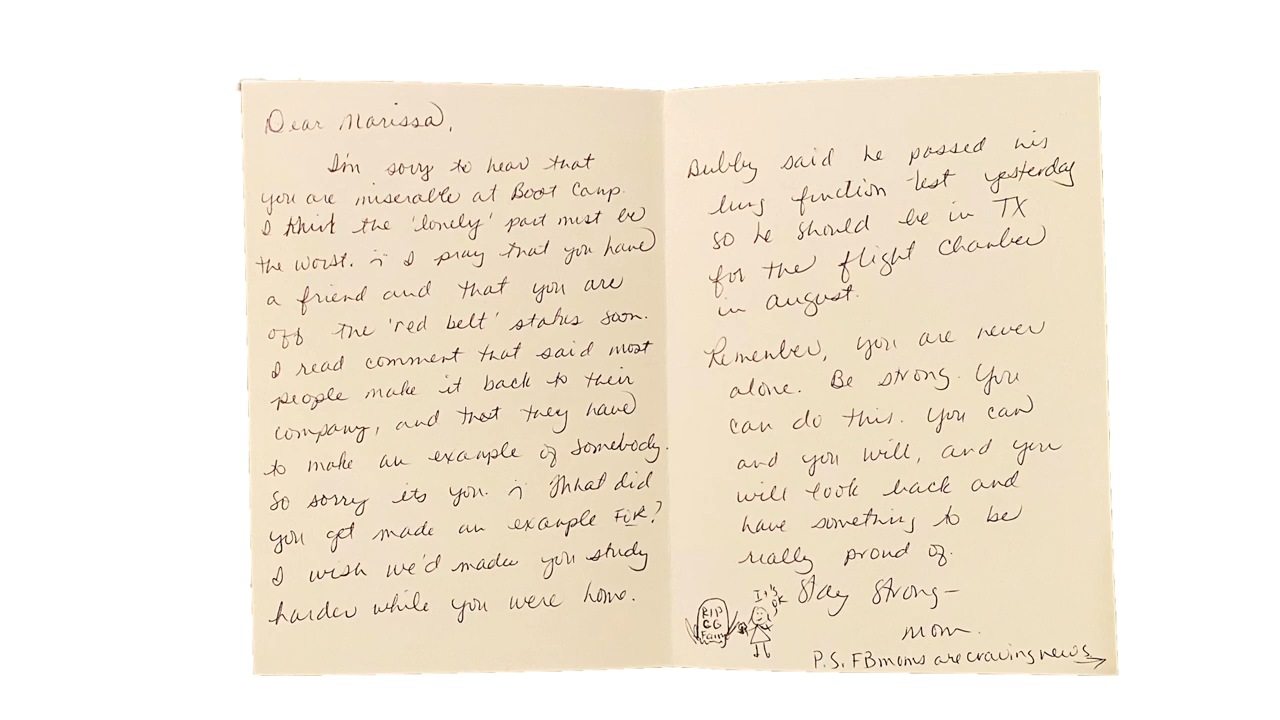 Dear Marissa,
I'm sorry to hear that
you are miserable at Boot Camp.
I think the 'lonely' part must be
the worst. :( I pray that you have
a friend and that you are
off the 'red belt' status soon.
I read comment that said most
people make it back to their
company, and that they have
to make an example of somebody.
So sorry its you. :( What did
you get made an example FOR?
I wish we'd made you study
harder while you were home.
Bubby said he passed his
lung function test yesterday
so he should be in TX
for the flight chamber
in august.
Remember, you are never
alone. Be strong. You
can do this. You can
and you will, and you
will look back and
have something to be
really proud of.
Stay Strong—
Mom.
It's
ok
RIP
CG
Fairy
P.S. FB moms are craving news →